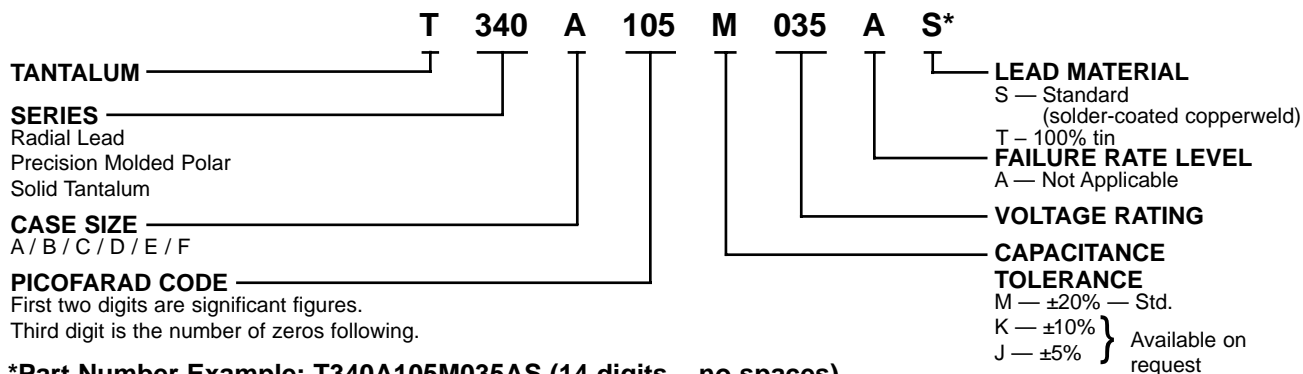 T 340 A 105 M 035 A S*
TANTALUM
SERIES
Radial Lead
Precision Molded Polar
Solid Tantalum
CASE SIZE
A / B / C / D / E / F
PICOFARAD CODE
First two digits are significant figures.
Third digit is the number of zeros following.
LEAD MATERIAL
S — Standard
(solder-coated copperweld)
T – 100% tin
FAILURE RATE LEVEL
A — Not Applicable
VOLTAGE RATING
CAPACITANCE
TOLERANCE
M — ±20% — Std.
K — ±10%
J — ±5%
} Available on
request
*Part Number Example: T340A105M035AS (14 digits – no spaces)